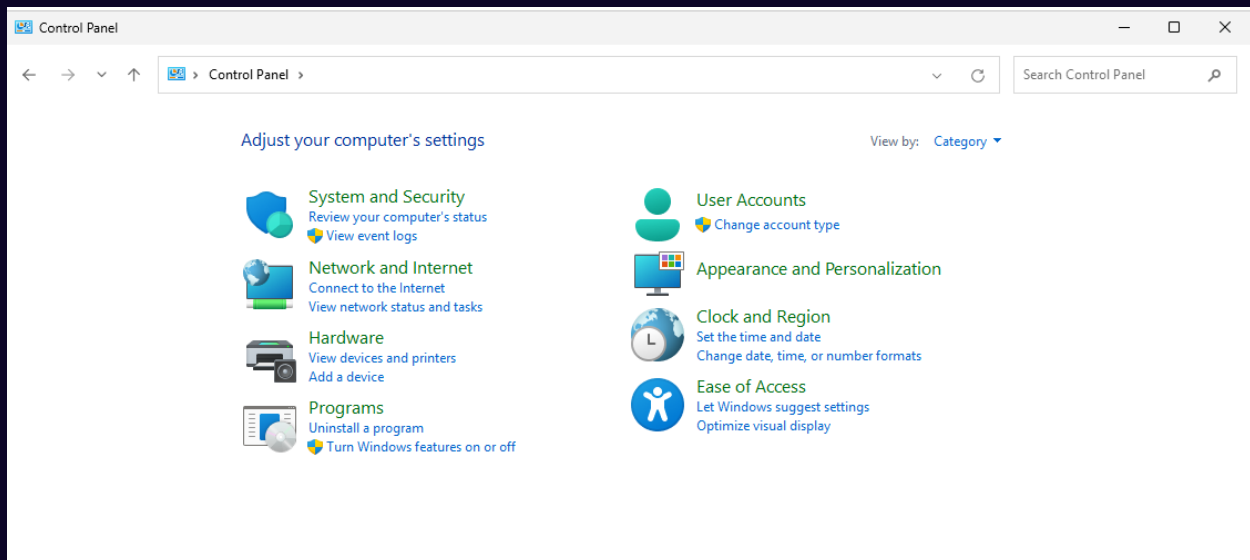 Control Panel
Control Panel
Search Control Panel
Adjust your computer's settings
View by: Category
System and Security
Review your computer's status
View event logs
Network and Internet
Connect to the Internet
View network status and tasks
Hardware
View devices and printers
Add a device
Programs
Uninstall a program
Turn Windows features on or off
User Accounts
Change account type
Appearance and Personalization
Clock and Region
Set the time and date
Change date, time, or number formats
Ease of Access
Let Windows suggest settings
Optimize visual display